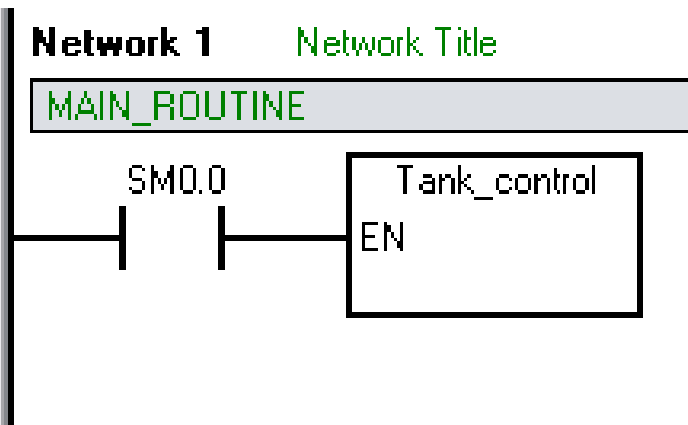 Network 1 Network Title
MAIN_ROUTINE
SM0.0 Tank_control
EN